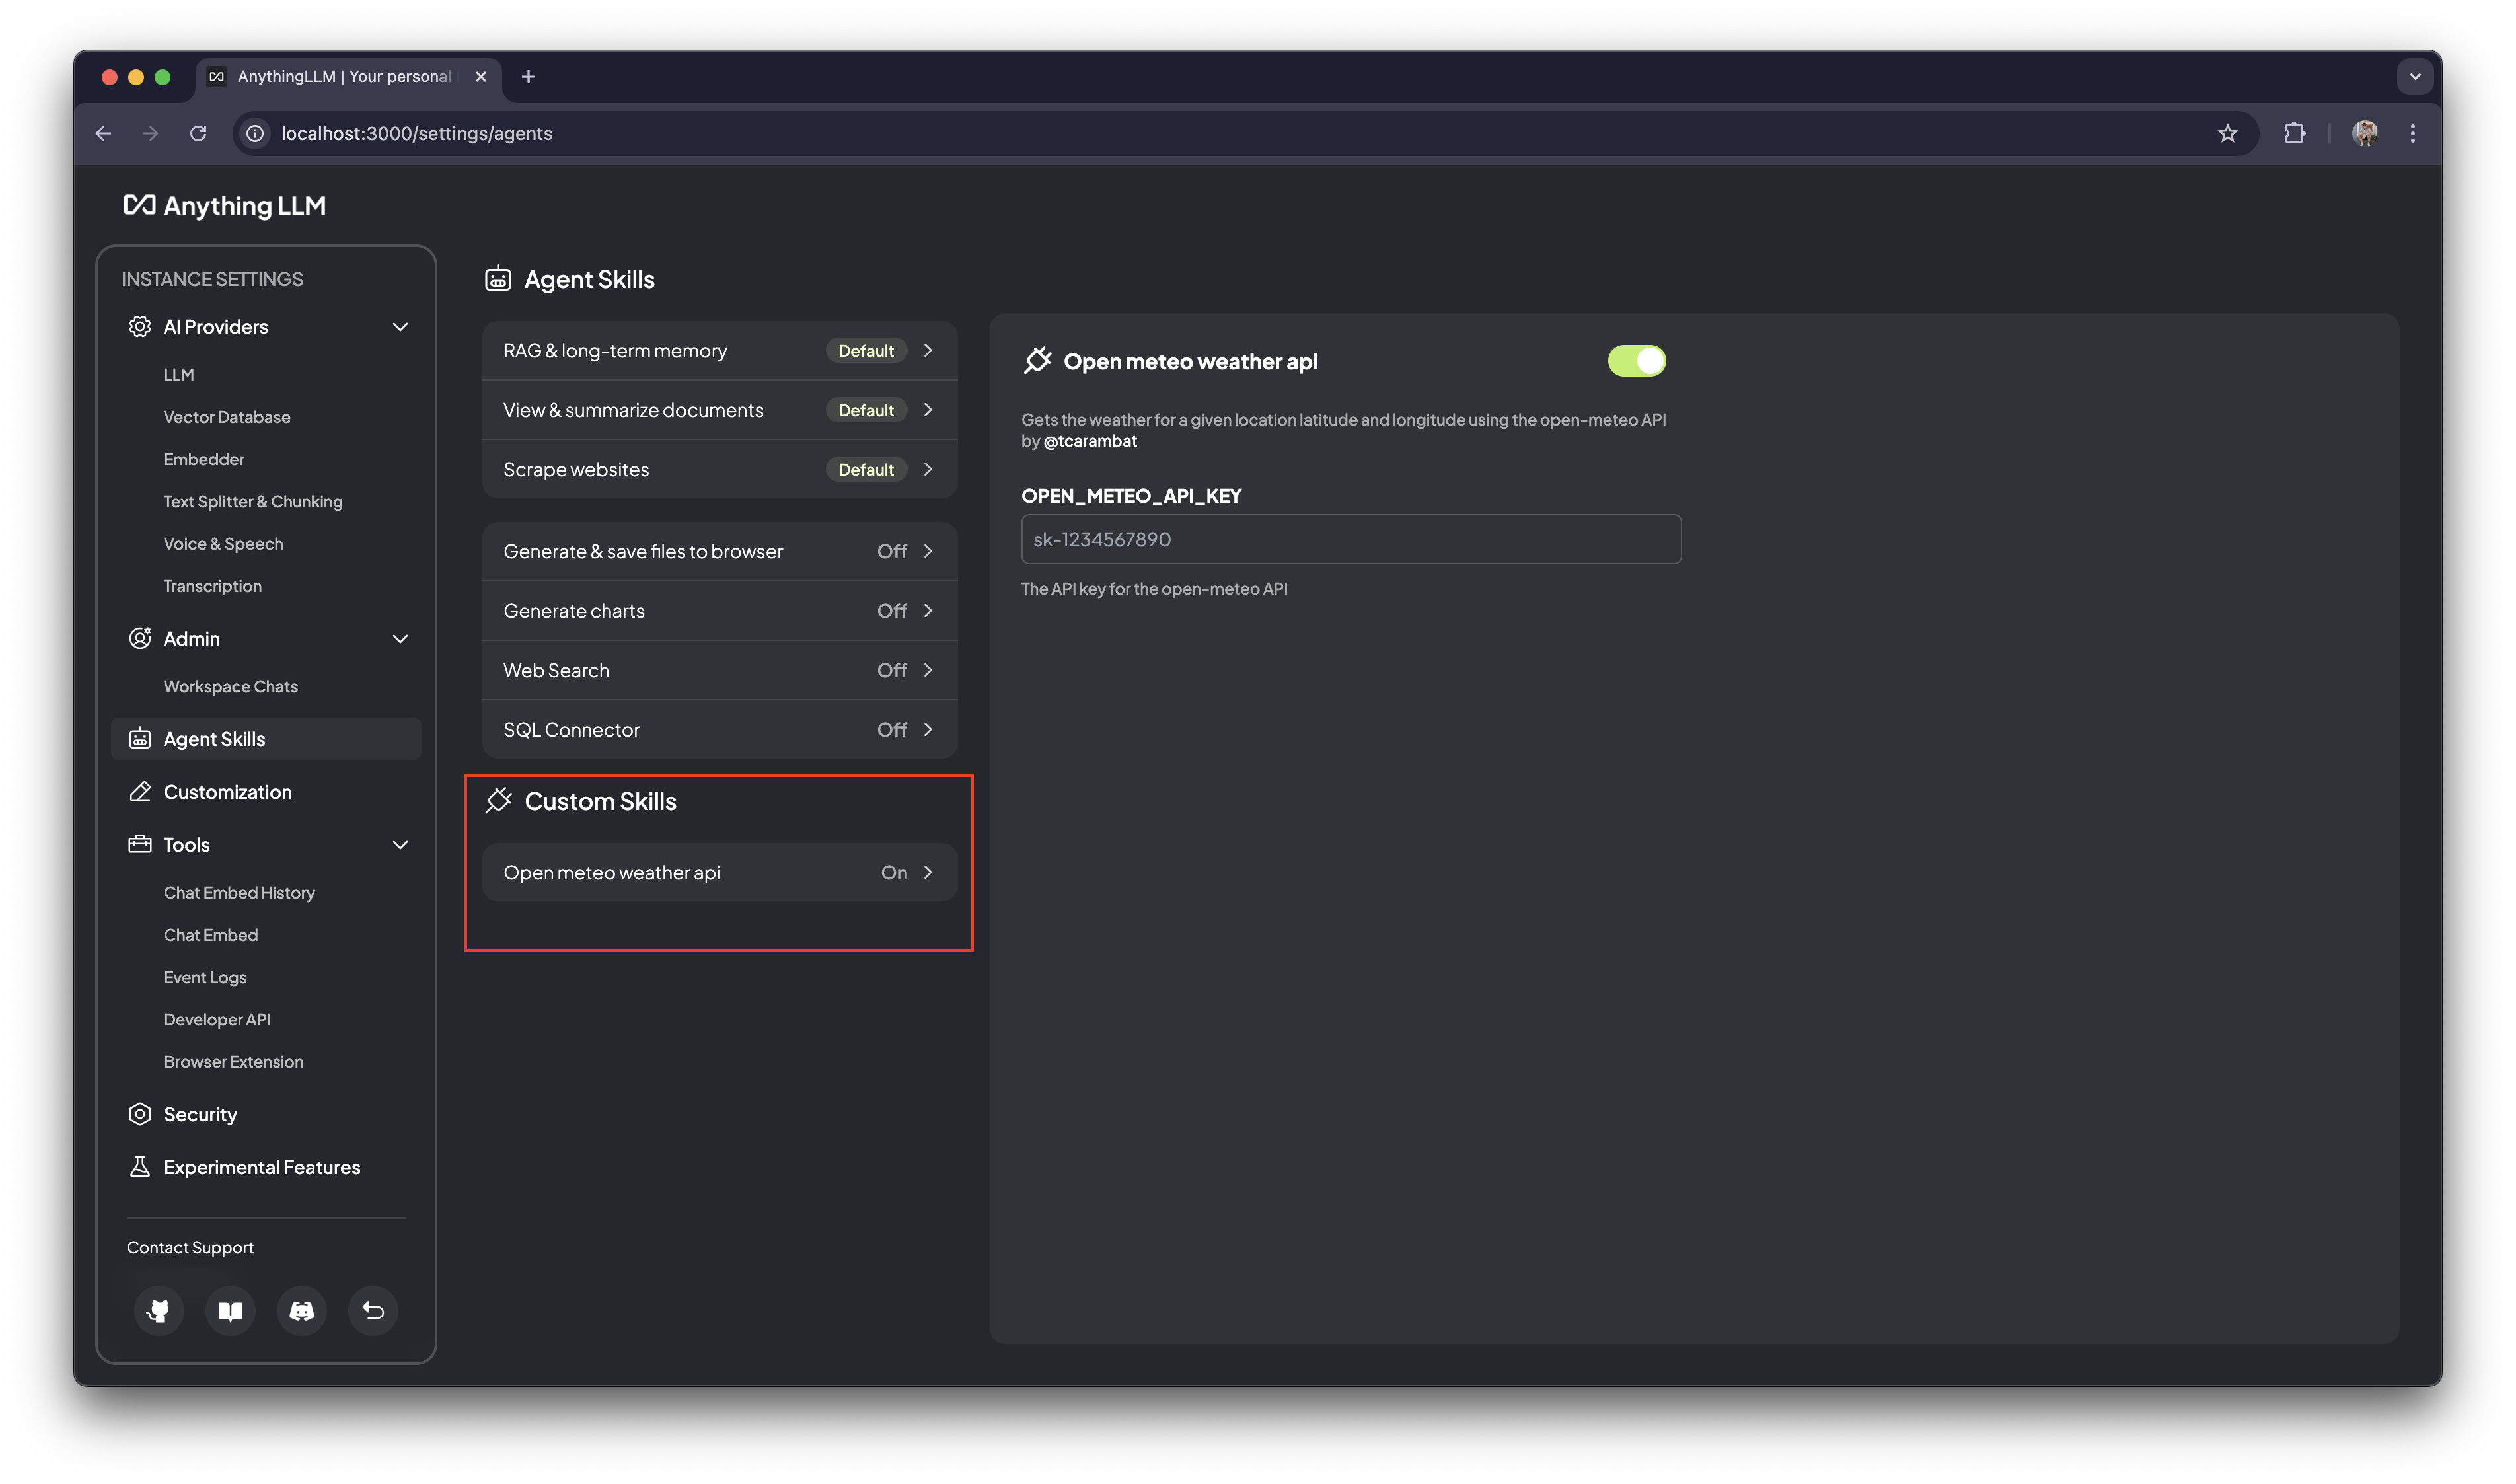 AnythingLLM | Your personal
localhost:3000/settings/agents
Anything LLM
INSTANCE SETTINGS
AI Providers
LLM
Vector Database
Embedder
Text Splitter & Chunking
Voice & Speech
Transcription
Admin
Workspace Chats
Agent Skills
Customization
Tools
Chat Embed History
Chat Embed
Event Logs
Developer API
Browser Extension
Security
Experimental Features
Contact Support
Agent Skills
RAG & long-term memory Default
View & summarize documents Default
Scrape websites Default
Generate & save files to browser Off
Generate charts Off
Web Search Off
SQL Connector Off
Custom Skills
Open meteo weather api On
Open meteo weather api
Gets the weather for a given location latitude and longitude using the open-meteo API
by @tcarambat
OPEN_METEO_API_KEY
sk-1234567890
The API key for the open-meteo API